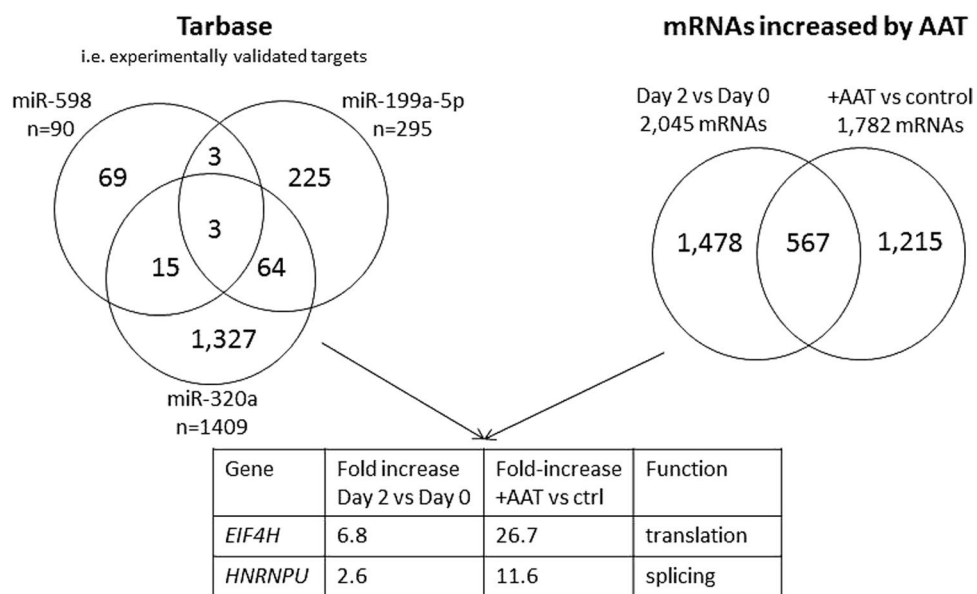 Tarbase
i.e. experimentally validated targets
miR-598
n=90
miR-199a-5p
n=295
69
3
225
3
15
64
1,327
miR-320a
n=1409
mRNAs increased by AAT
Day 2 vs Day 0
2,045 mRNAs
+AAT vs control
1,782 mRNAs
1,478
567
1,215
Gene
Fold increase
Day 2 vs Day 0
Fold-increase
+AAT vs ctrl
Function
EIF4H 6.8 26.7 translation
HNRNPU 2.6 11.6 splicing